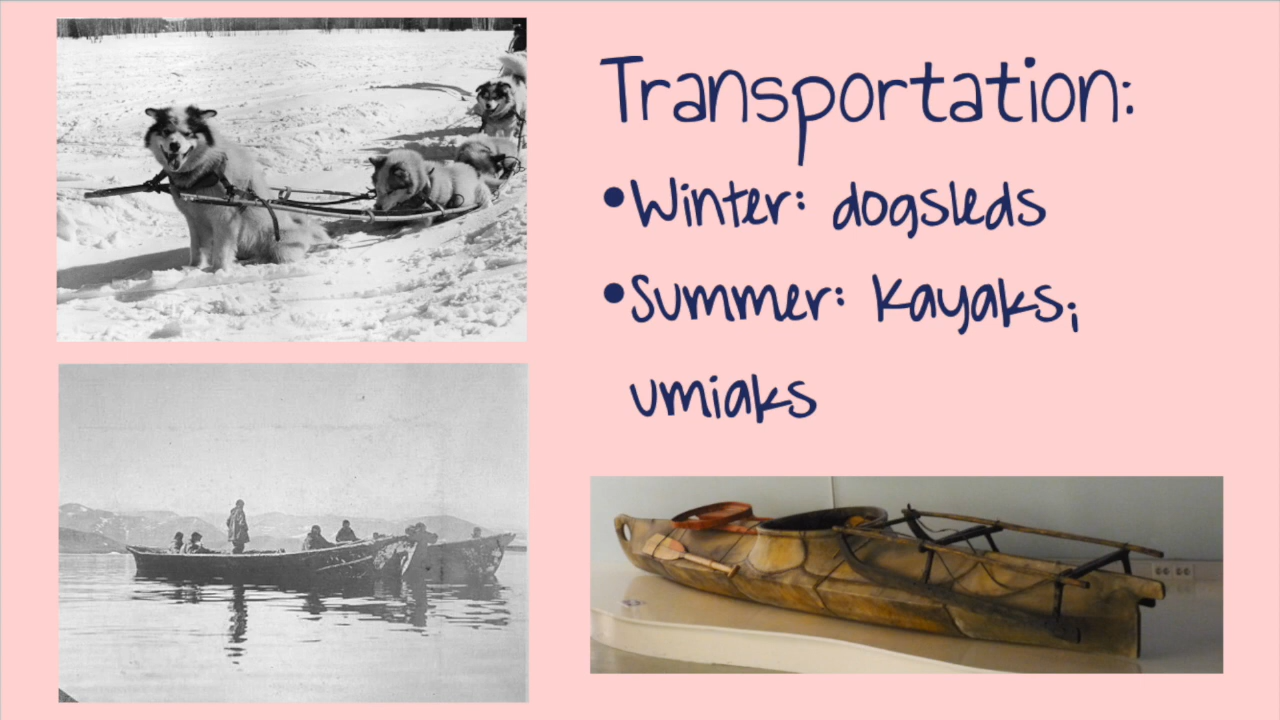 Transportation:
•Winter: dogsleds
•Summer: Kayaks;
umiaks